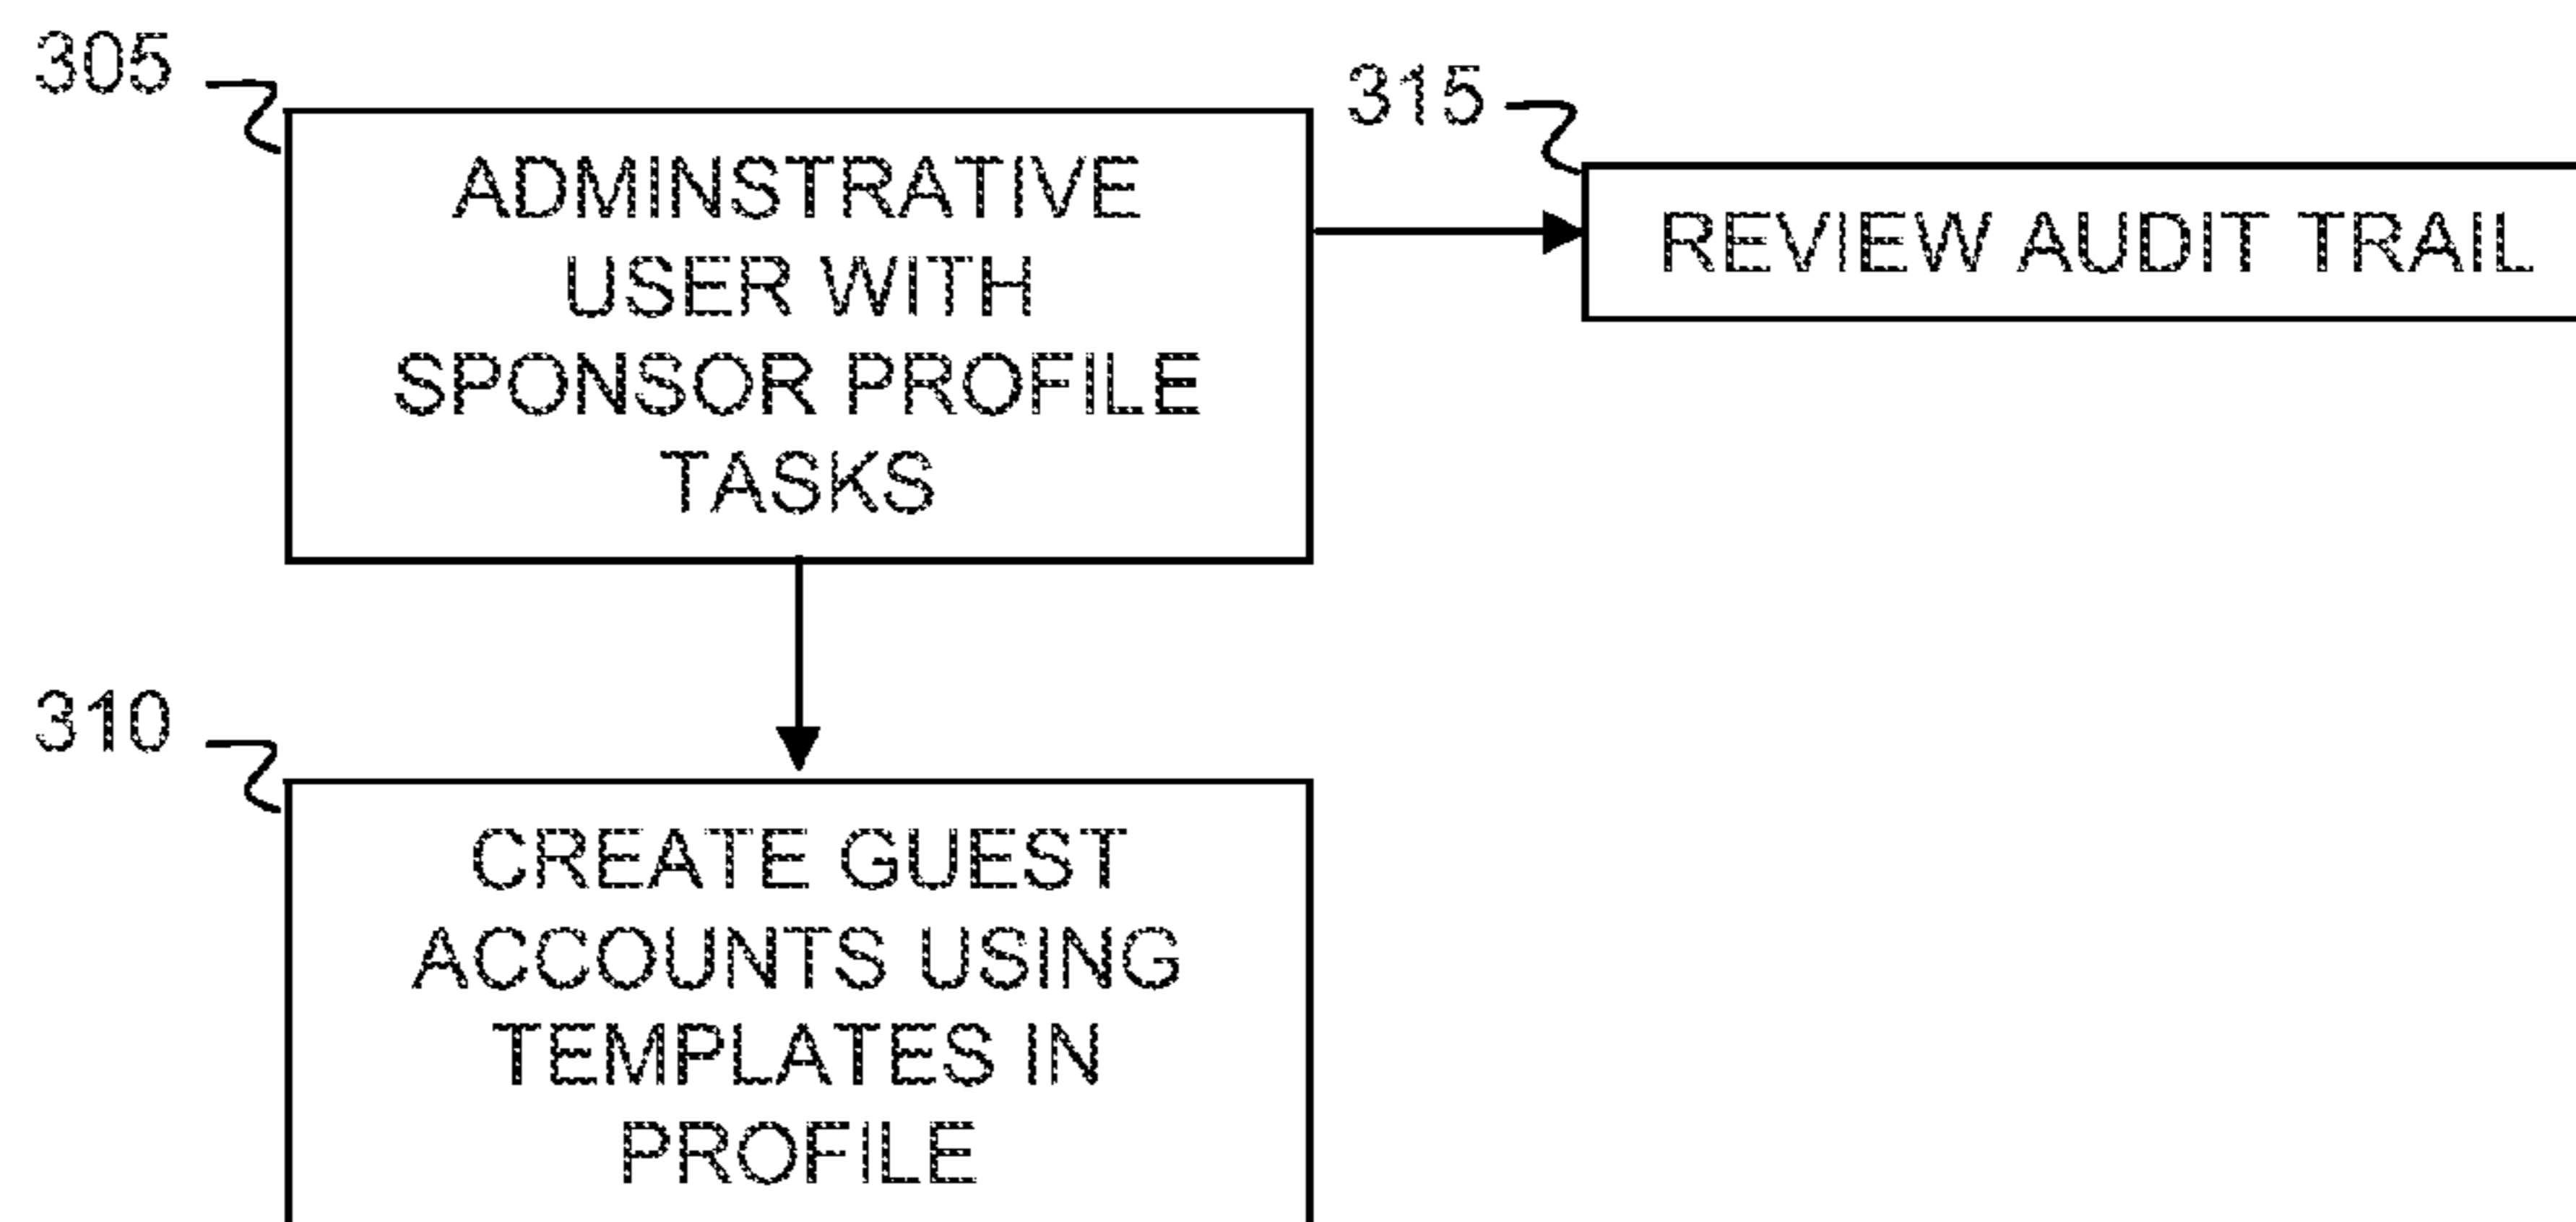 305
ADMINSTRATIVE
USER WITH
SPONSOR PROFILE
TASKS
315
REVIEW AUDIT TRAIL
310
CREATE GUEST
ACCOUNTS USING
TEMPLATES IN
PROFILE